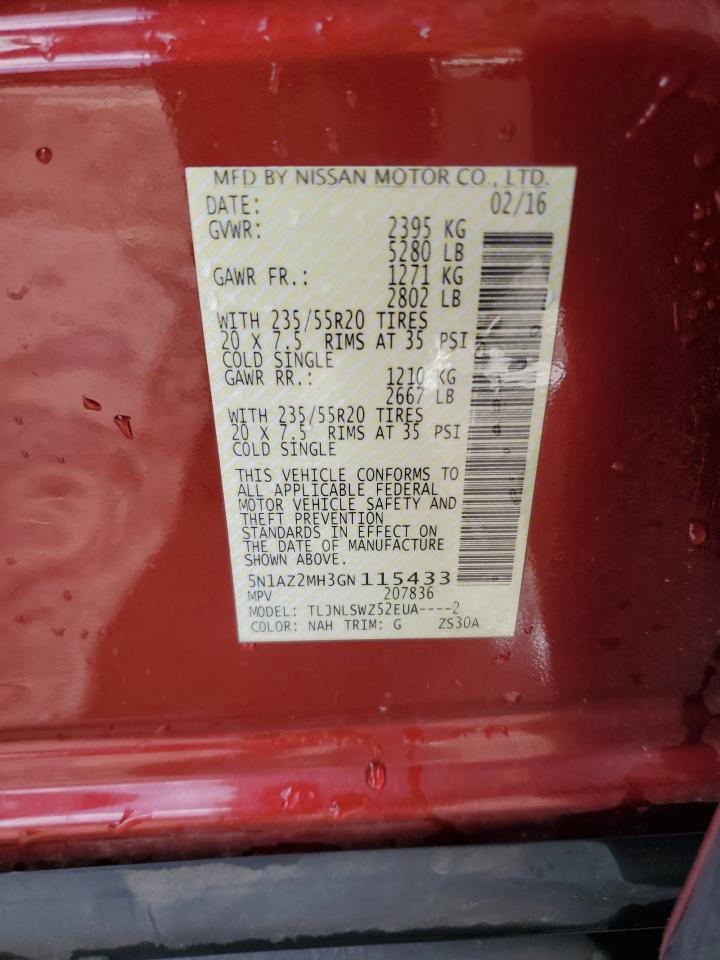 MFD BY NISSAN MOTOR CO., LTD.
DATE: 02/16
GVWR: 2395 KG
5280 LB
GAWR FR.: 1271 KG
2802 LB
WITH 235/55R20 TIRES
20 X 7.5 RIMS AT 35 PSI
COLD SINGLE
GAWR RR.: 1210 KG
2667 LB
WITH 235/55R20 TIRES
20 X 7.5 RIMS AT 35 PSI
COLD SINGLE
THIS VEHICLE CONFORMS TO
ALL APPLICABLE FEDERAL
MOTOR VEHICLE SAFETY AND
THEFT PREVENTION
STANDARDS IN EFFECT ON
THE DATE OF MANUFACTURE
SHOWN ABOVE.
5N1AZ2MH3GN115433
MPV 207836
MODEL: TLJNLSWZ52EUA----2
COLOR: NAH TRIM: G ZS30A